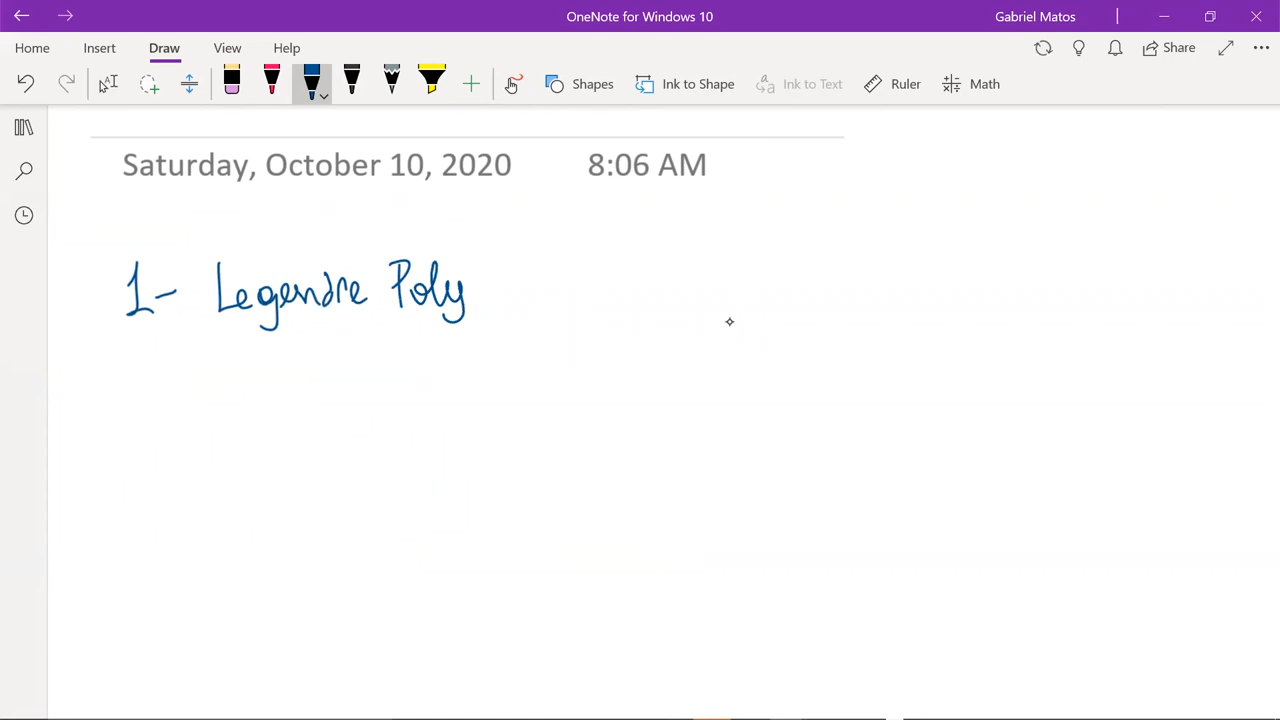 OneNote for Windows 10
Gabriel Matos
Home Insert Draw View Help
Share
Shapes Ink to Shape Ink to Text Ruler Math
Saturday, October 10, 2020 8:06 AM
1- Legendre Poly